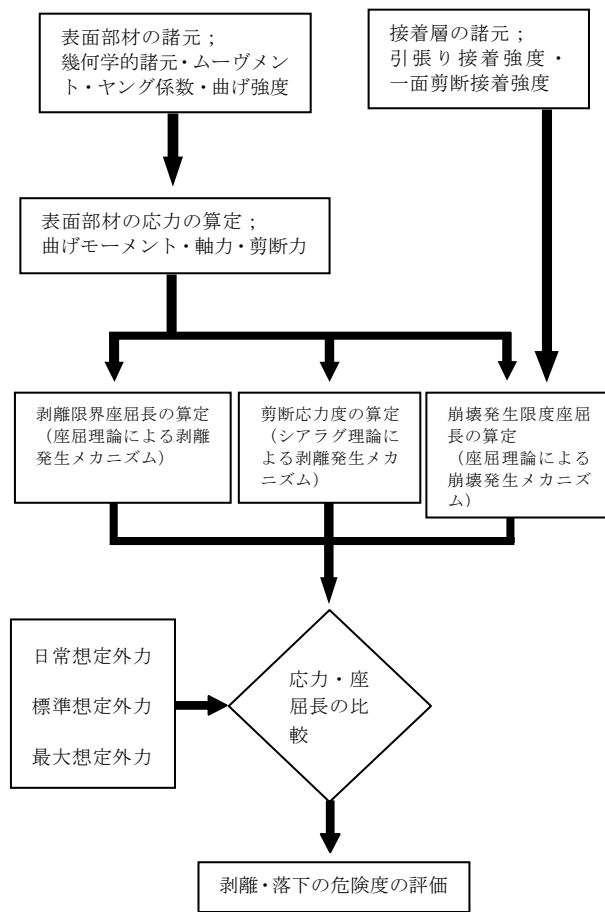 表面部材の諸元；
幾何学的諸元・ムーヴメン
ト・ヤング係数・曲げ強度
接着層の諸元；
引張り接着強度・
一面剪断接着強度
表面部材の応力の算定；
曲げモーメント・軸力・剪断力
剥離限界座屈長の算定
（座屈理論による剥離
発生メカニズム）
剪断応力度の算定
（シアラグ理論に
よる剥離発生メカ
ニズム）
崩壊発生限度座屈
長の算定
（座屈理論による
崩壊発生メカニズ
ム）
日常想定外力
標準想定外力
最大想定外力
応力・座
屈長の比
較
剥離・落下の危険度の評価